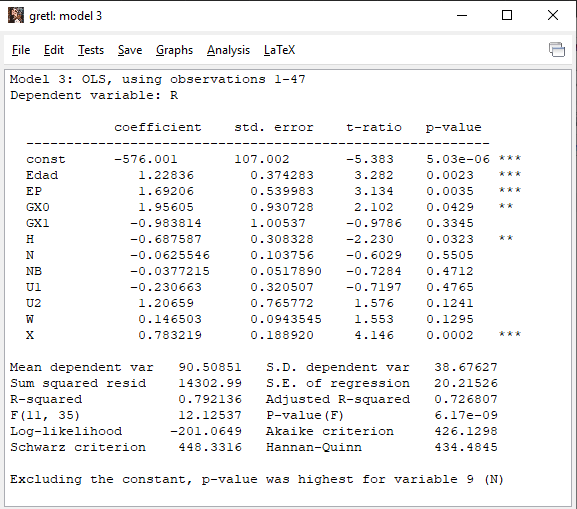 gretl: model 3
File Edit Tests Save Graphs Analysis LaTeX
Model 3: OLS, using observations 1-47
Dependent variable: R
coefficient std. error t-ratio p-value
---------------------------------------------------------
const -576.001 107.002 -5.383 5.03e-06 ***
Edad 1.22836 0.374283 3.282 0.0023 ***
EP 1.69206 0.539983 3.134 0.0035 ***
GX0 1.95605 0.930728 2.102 0.0429 **
GX1 -0.983814 1.00537 -0.9786 0.3345
H -0.687587 0.308328 -2.230 0.0323 **
N -0.0625546 0.103756 -0.6029 0.5505
NB -0.0377215 0.0517890 -0.7284 0.4712
U1 -0.230663 0.320507 -0.7197 0.4765
U2 1.20659 0.765772 1.576 0.1241
W 0.146503 0.0943545 1.553 0.1295
X 0.783219 0.188920 4.146 0.0002 ***
Mean dependent var 90.50851 S.D. dependent var 38.67627
Sum squared resid 14302.99 S.E. of regression 20.21526
R-squared 0.792136 Adjusted R-squared 0.726807
F(11, 35) 12.12537 P-value(F) 6.17e-09
Log-likelihood -201.0649 Akaike criterion 426.1298
Schwarz criterion 448.3316 Hannan-Quinn 434.4845
Excluding the constant, p-value was highest for variable 9 (N)